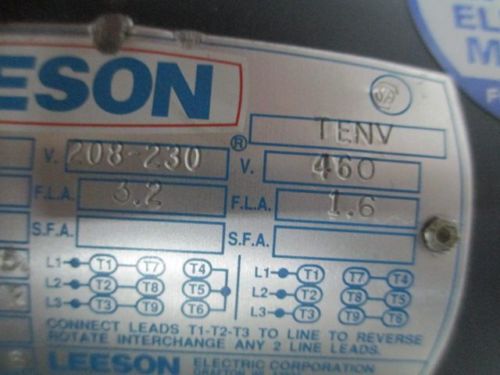 EESON
®
TENV
V. 208-230 V. 460
F.L.A. 3.2 F.L.A. 1.6
S.F.A. S.F.A.
L1 T1 T7 T4 L1 T1 T7 T4
L2 T2 T8 T5 L2 T2 T8 T5
L3 T3 T9 T6 L3 T3 T9 T6
CONNECT LEADS T1-T2-T3 TO LINE TO REVERSE
ROTATE INTERCHANGE ANY 2 LINE LEADS.
LEESON ELECTRIC CORPORATION
EL
M
F